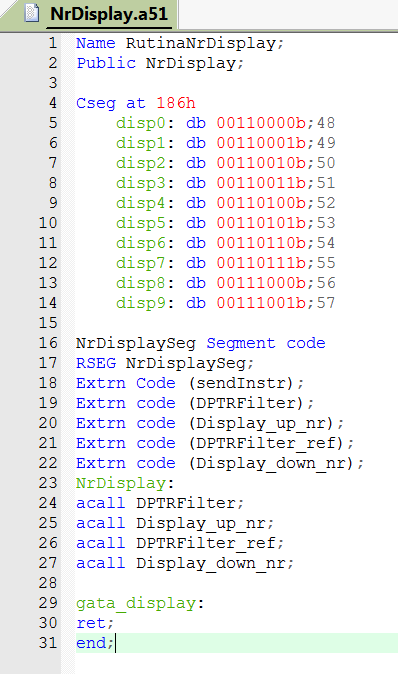 NrDisplay.a51
1 Name RutinaNrDisplay;
2 Public NrDisplay;
3
4 Cseg at 186h
5 disp0: db 00110000b;48
6 disp1: db 00110001b;49
7 disp2: db 00110010b;50
8 disp3: db 00110011b;51
9 disp4: db 00110100b;52
10 disp5: db 00110101b;53
11 disp6: db 00110110b;54
12 disp7: db 00110111b;55
13 disp8: db 00111000b;56
14 disp9: db 00111001b;57
15
16 NrDisplaySeg Segment code
17 RSEG NrDisplaySeg;
18 Extrn Code (sendInstr);
19 Extrn code (DPTRFilter);
20 Extrn code (Display_up_nr);
21 Extrn code (DPTRFilter_ref);
22 Extrn code (Display_down_nr);
23 NrDisplay:
24 acall DPTRFilter;
25 acall Display_up_nr;
26 acall DPTRFilter_ref;
27 acall Display_down_nr;
28
29 gata_display:
30 ret;
31 end;